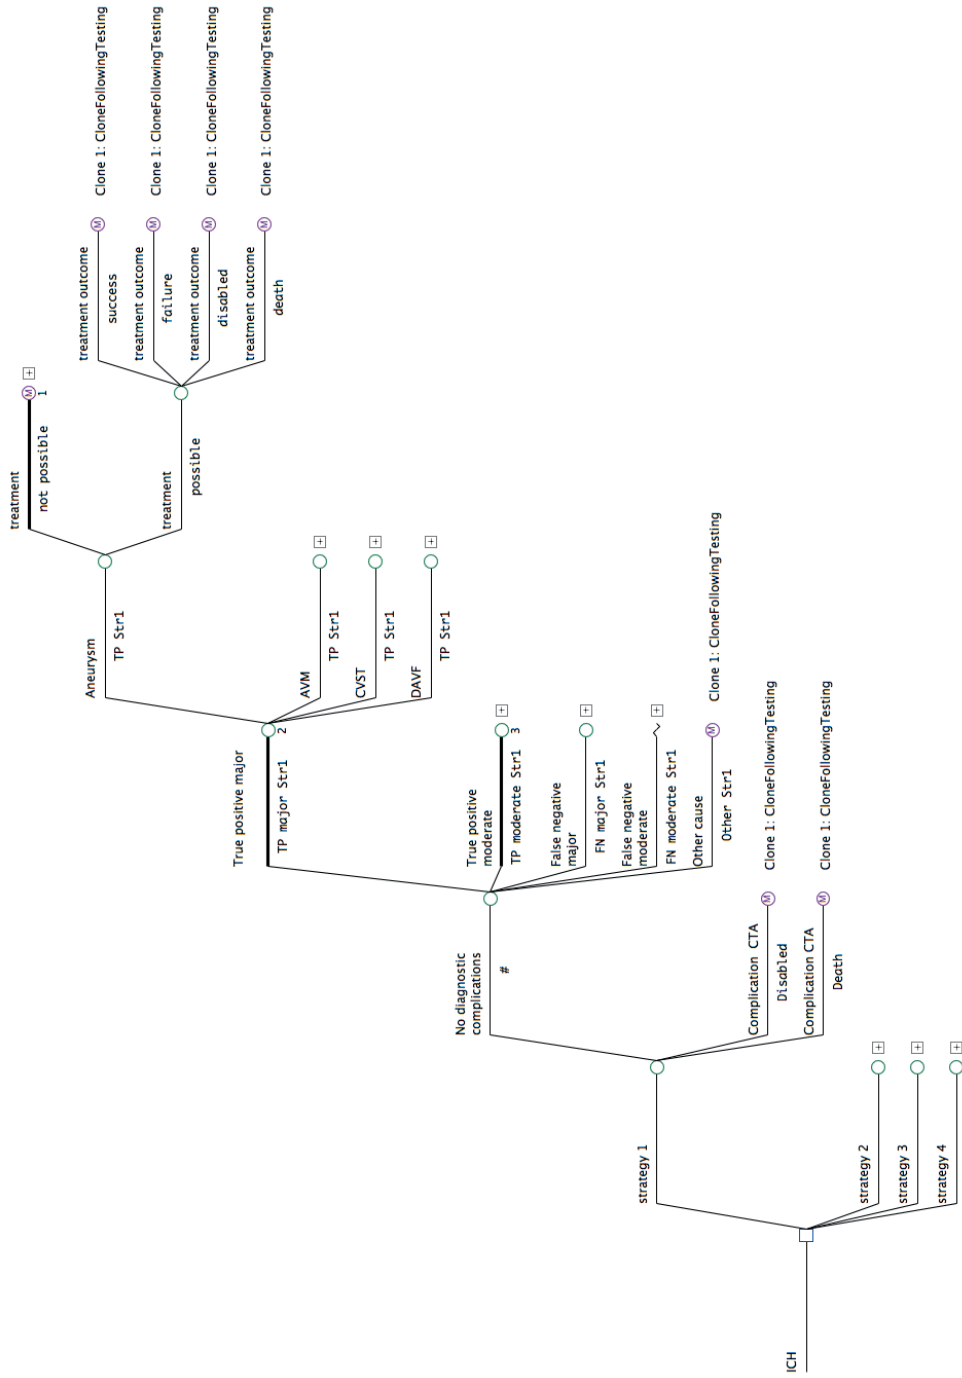 ICH
strategy 1
No diagnostic
complications
#
True positive major
TP major Str1
2
Aneurysm
TP Str1
treatment
not possible
M
1
+
treatment
possible
treatment outcome
success
M
Clone 1: CloneFollowingTesting
treatment outcome
failure
M
Clone 1: CloneFollowingTesting
treatment outcome
disabled
M
Clone 1: CloneFollowingTesting
treatment outcome
death
M
Clone 1: CloneFollowingTesting
AVM
TP Str1
+
CVST
TP Str1
+
DAVF
TP Str1
+
True positive
moderate
TP moderate Str1
3
+
False negative
major
FN major Str1
+
False negative
moderate
FN moderate Str1
+
Other cause
Other Str1
M
Clone 1: CloneFollowingTesting
Complication CTA
Disabled
M
Clone 1: CloneFollowingTesting
Complication CTA
Death
M
Clone 1: CloneFollowingTesting
strategy 2
+
strategy 3
+
strategy 4
+